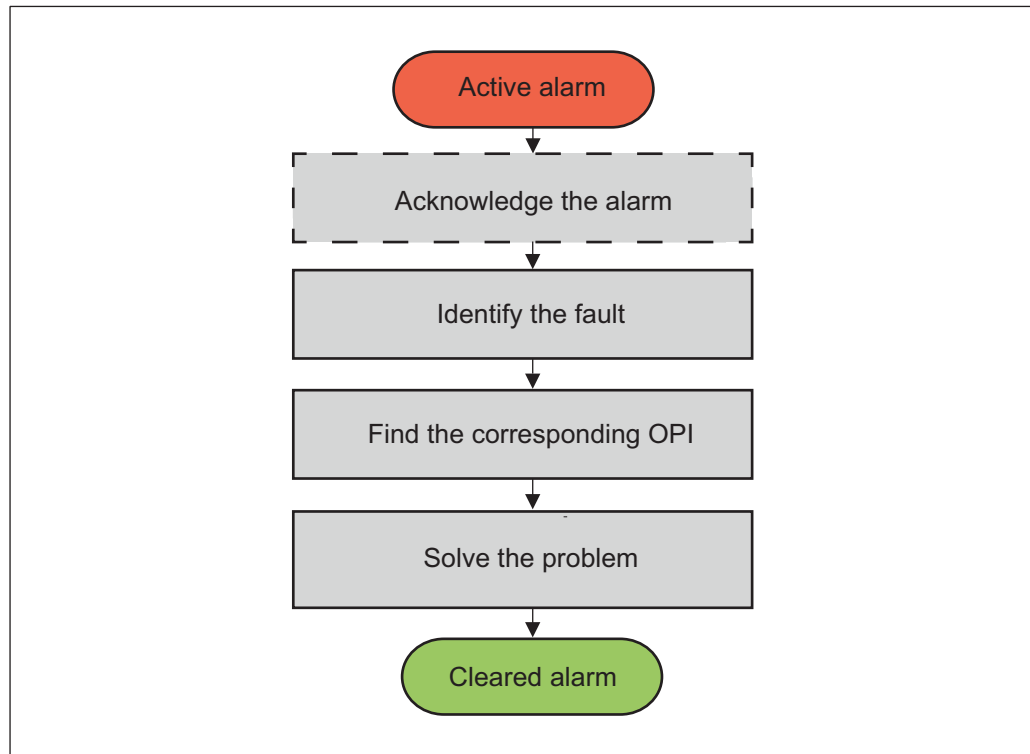 Active alarm
Acknowledge the alarm
Identify the fault
Find the corresponding OPI
Solve the problem
Cleared alarm